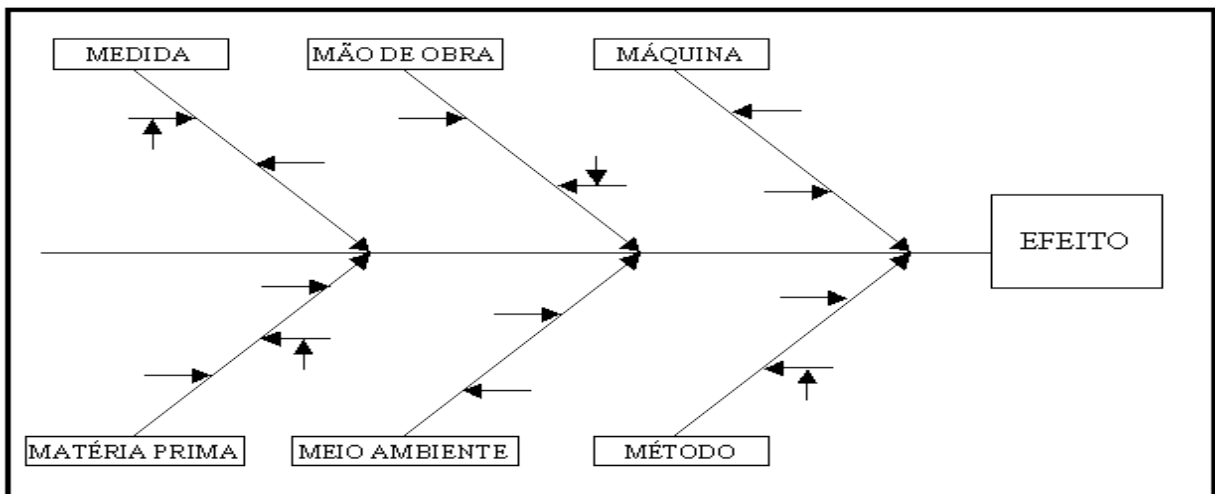 MEDIDA
MÃO DE OBRA
MÁQUINA
EFEITO
MATÉRIA PRIMA
MEIO AMBIENTE
MÉTODO